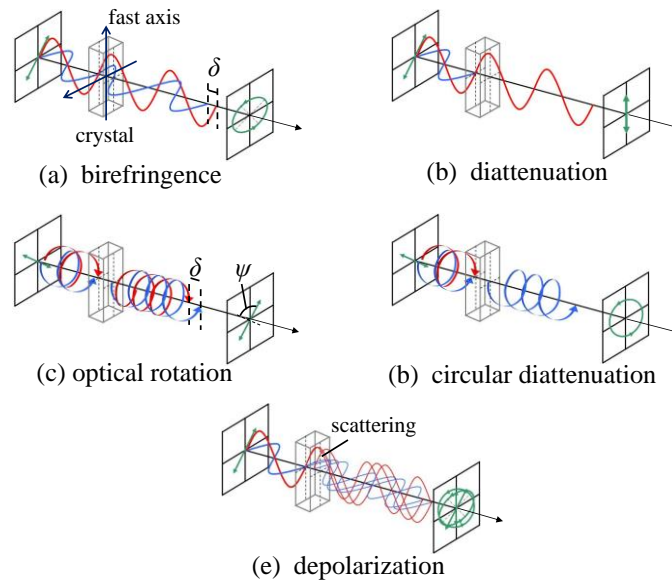 fast axis
δ
crystal
(a) birefringence
(b) diattenuation
δ
ψ
(c) optical rotation
(b) circular diattenuation
scattering
(e) depolarization